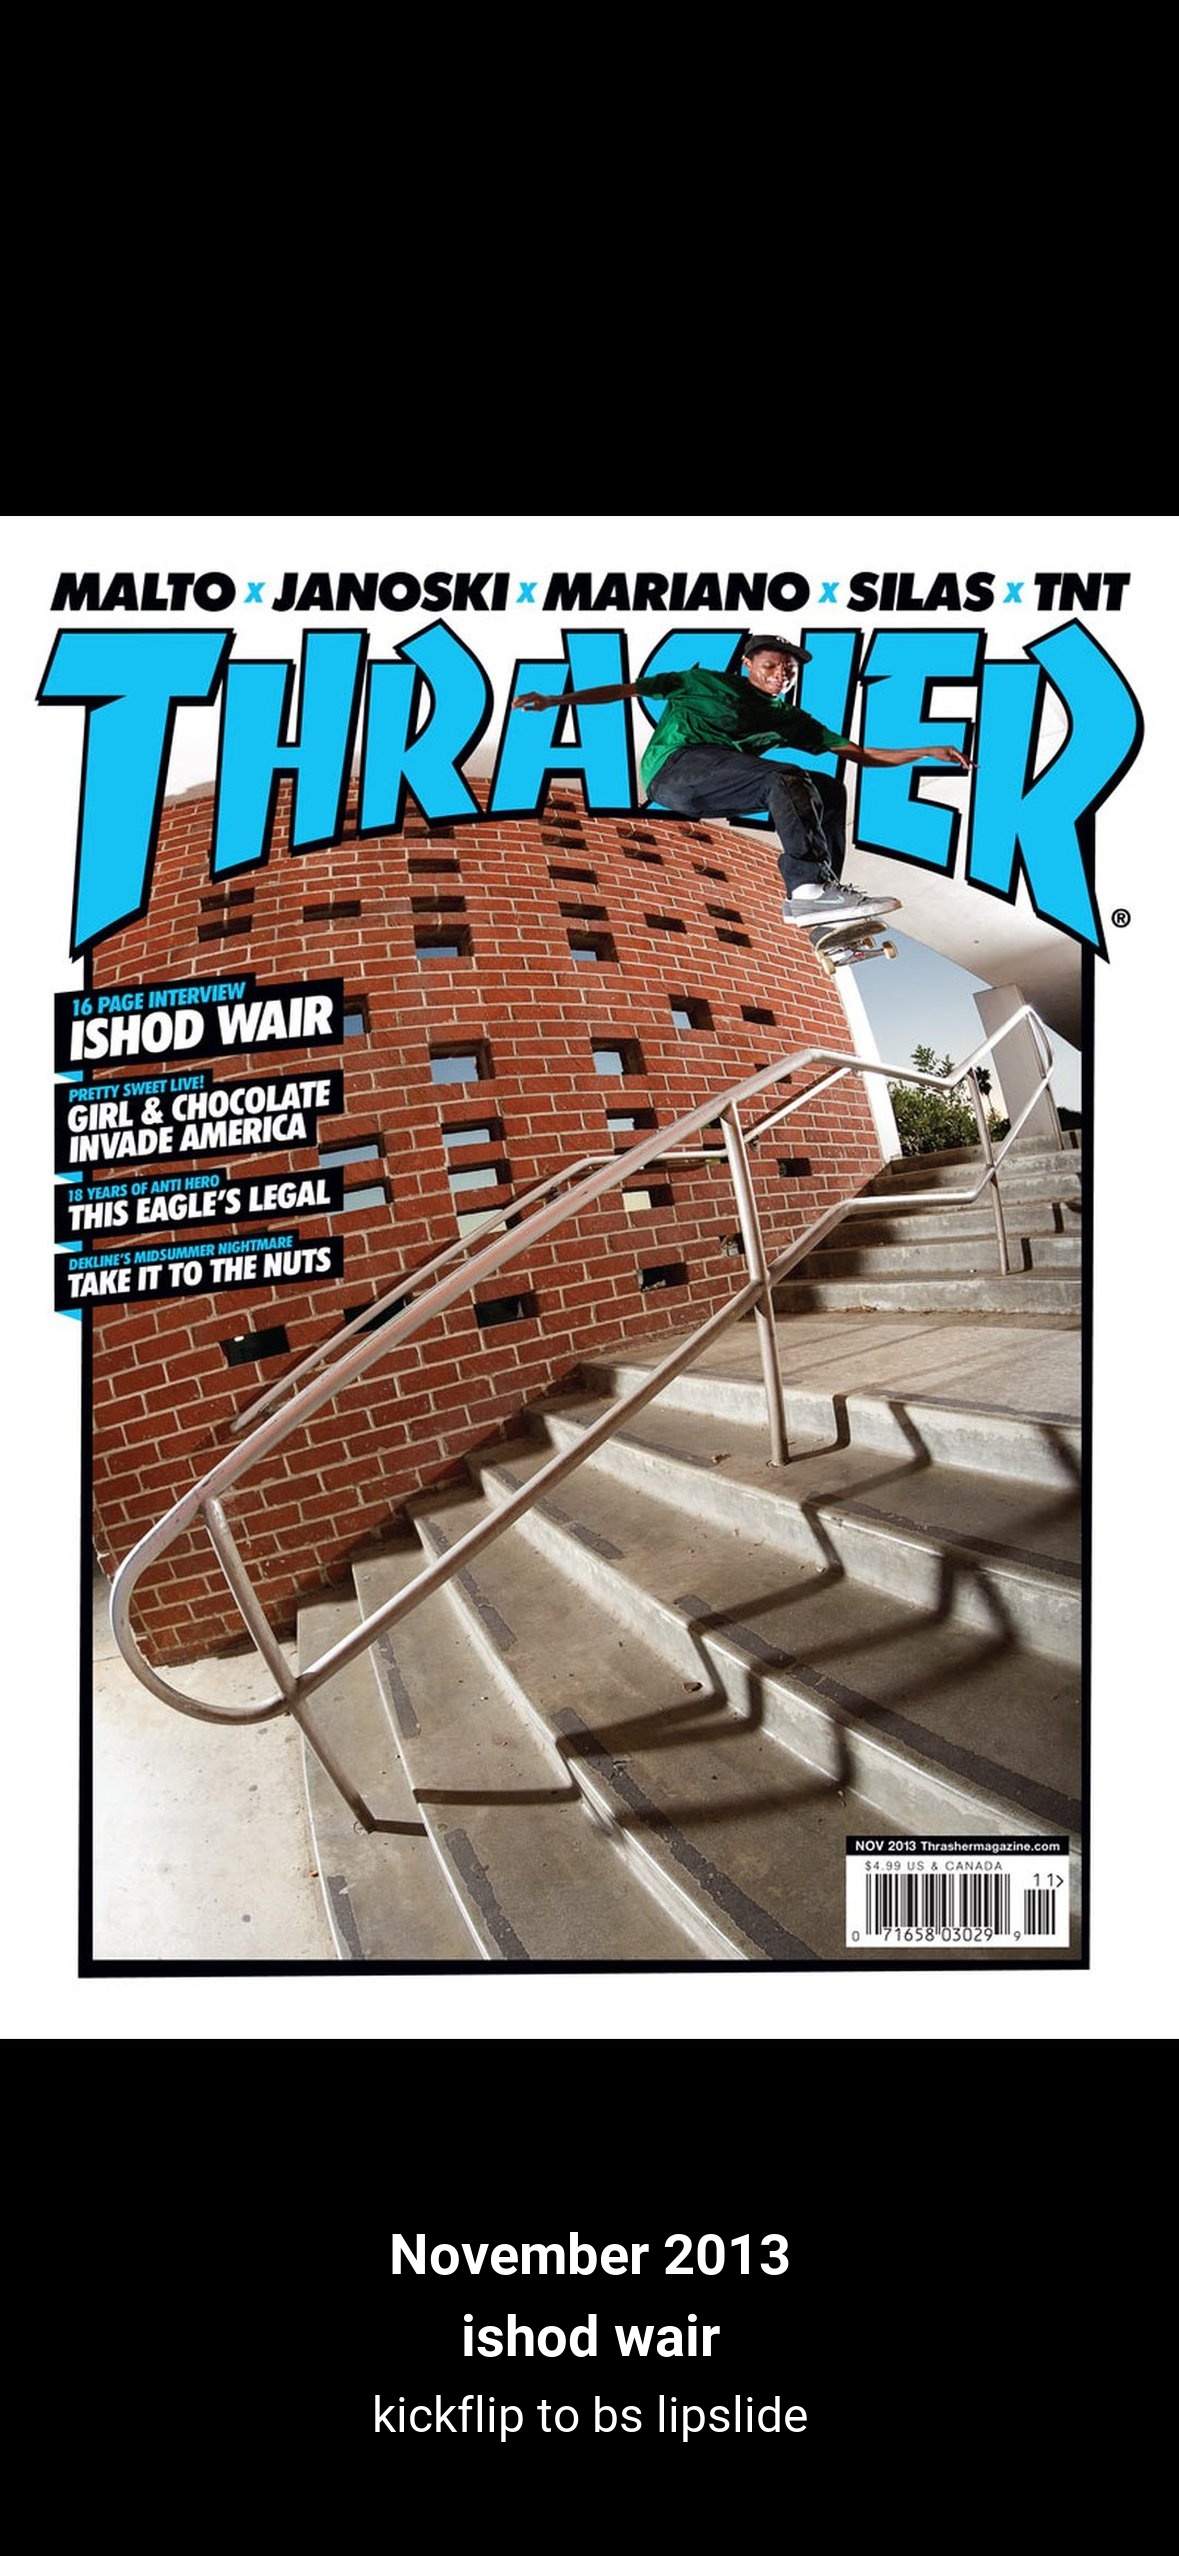 MALTO x JANOSKI x MARIANO x SILAS x TNT
THRASHER
®
16 PAGE INTERVIEW
ISHOD WAIR
PRETTY SWEET LIVE!
GIRL & CHOCOLATE
INVADE AMERICA
18 YEARS OF ANTI HERO
THIS EAGLE'S LEGAL
DEKLINE'S MIDSUMMER NIGHTMARE
TAKE IT TO THE NUTS
NOV 2013 Thrashermagazine.com
$4.99 US & CANADA
11>
0 71658 03029 9
November 2013
ishod wair
kickflip to bs lipslide